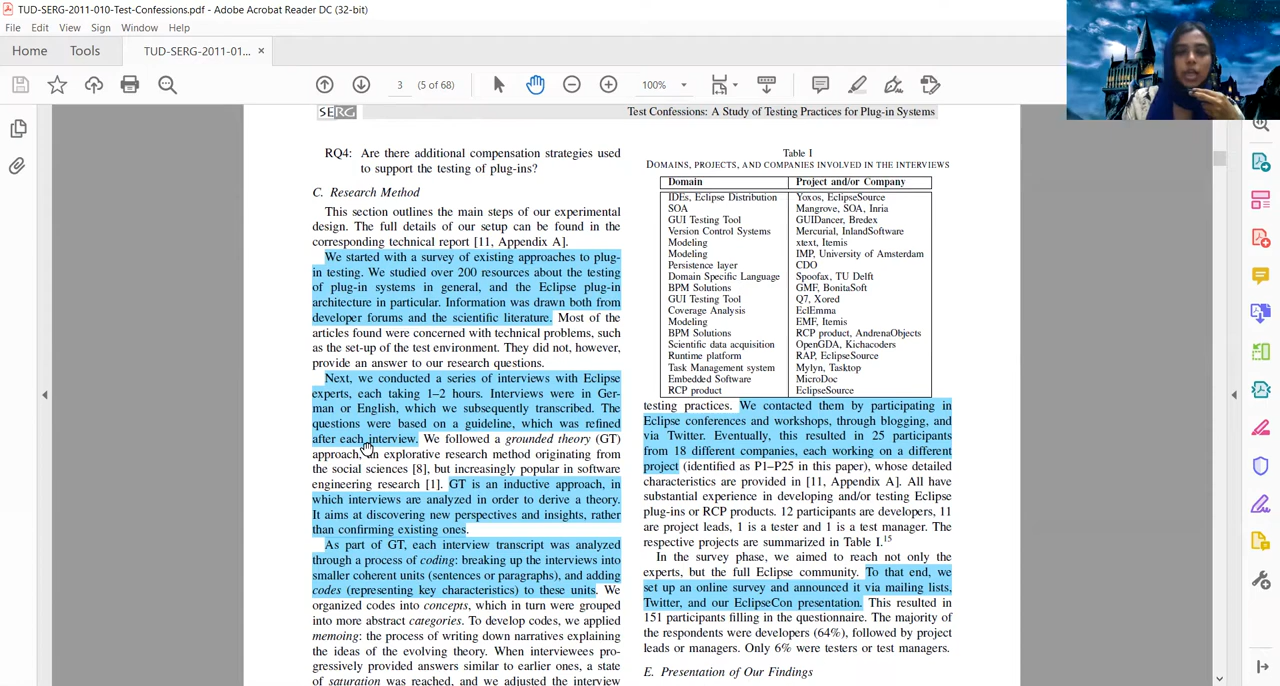 TUD-SERG-2011-010-Test-Confessions.pdf - Adobe Acrobat Reader DC (32-bit)
File Edit View Sign Window Help
Home Tools TUD-SERG-2011-01... ×
3 (5 of 68) 100%
SERG Test Confessions: A Study of Testing Practices for Plug-in Systems
RQ4: Are there additional compensation strategies used
to support the testing of plug-ins?
C. Research Method
This section outlines the main steps of our experimental
design. The full details of our setup can be found in the
corresponding technical report [11, Appendix A].
We started with a survey of existing approaches to plug-
in testing. We studied over 200 resources about the testing
of plug-in systems in general, and the Eclipse plug-in
architecture in particular. Information was drawn both from
developer forums and the scientific literature. Most of the
articles found were concerned with technical problems, such
as the set-up of the test environment. They did not, however,
provide an answer to our research questions.
Next, we conducted a series of interviews with Eclipse
experts, each taking 1–2 hours. Interviews were in Ger-
man or English, which we subsequently transcribed. The
questions were based on a guideline, which was refined
after each interview. We followed a grounded theory (GT)
approach, an explorative research method originating from
the social sciences [8], but increasingly popular in software
engineering research [1]. GT is an inductive approach, in
which interviews are analyzed in order to derive a theory.
It aims at discovering new perspectives and insights, rather
than confirming existing ones.
As part of GT, each interview transcript was analyzed
through a process of coding: breaking up the interviews into
smaller coherent units (sentences or paragraphs), and adding
codes (representing key characteristics) to these units. We
organized codes into concepts, which in turn were grouped
into more abstract categories. To develop codes, we applied
memoing: the process of writing down narratives explaining
the ideas of the evolving theory. When interviewees pro-
gressively provided answers similar to earlier ones, a state
of saturation was reached, and we adjusted the interview
Table I
DOMAINS, PROJECTS, AND COMPANIES INVOLVED IN THE INTERVIEWS
Domain Project and/or Company
IDEs, Eclipse Distribution Yoxos, EclipseSource
SOA Mangrove, SOA, Inria
GUI Testing Tool GUIDancer, Bredex
Version Control Systems Mercurial, InlandSoftware
Modeling xtext, Itemis
Modeling IMP, University of Amsterdam
Persistence layer CDO
Domain Specific Language Spoofax, TU Delft
BPM Solutions GMF, BonitaSoft
GUI Testing Tool Q7, Xored
Coverage Analysis EclEmma
Modeling EMF, Itemis
BPM Solutions RCP product, AndrenaObjects
Scientific data acquisition OpenGDA, Kichacoders
Runtime platform RAP, EclipseSource
Task Management system Mylyn, Tasktop
Embedded Software MicroDoc
RCP product EclipseSource
testing practices. We contacted them by participating in
Eclipse conferences and workshops, through blogging, and
via Twitter. Eventually, this resulted in 25 participants
from 18 different companies, each working on a different
project (identified as P1–P25 in this paper), whose detailed
characteristics are provided in [11, Appendix A]. All have
substantial experience in developing and/or testing Eclipse
plug-ins or RCP products. 12 participants are developers, 11
are project leads, 1 is a tester and 1 is a test manager. The
respective projects are summarized in Table I.15
In the survey phase, we aimed to reach not only the
experts, but the full Eclipse community. To that end, we
set up an online survey and announced it via mailing lists,
Twitter, and our EclipseCon presentation. This resulted in
151 participants filling in the questionnaire. The majority of
the respondents were developers (64%), followed by project
leads or managers. Only 6% were testers or test managers.
E. Presentation of Our Findings